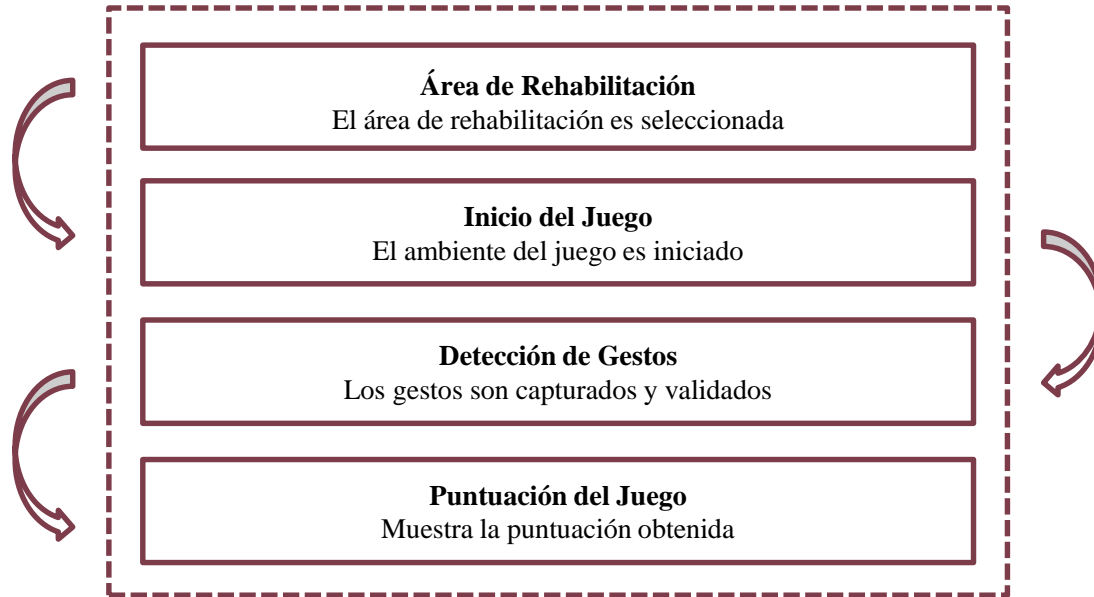 Área de Rehabilitación
El área de rehabilitación es seleccionada
Inicio del Juego
El ambiente del juego es iniciado
Detección de Gestos
Los gestos son capturados y validados
Puntuación del Juego
Muestra la puntuación obtenida